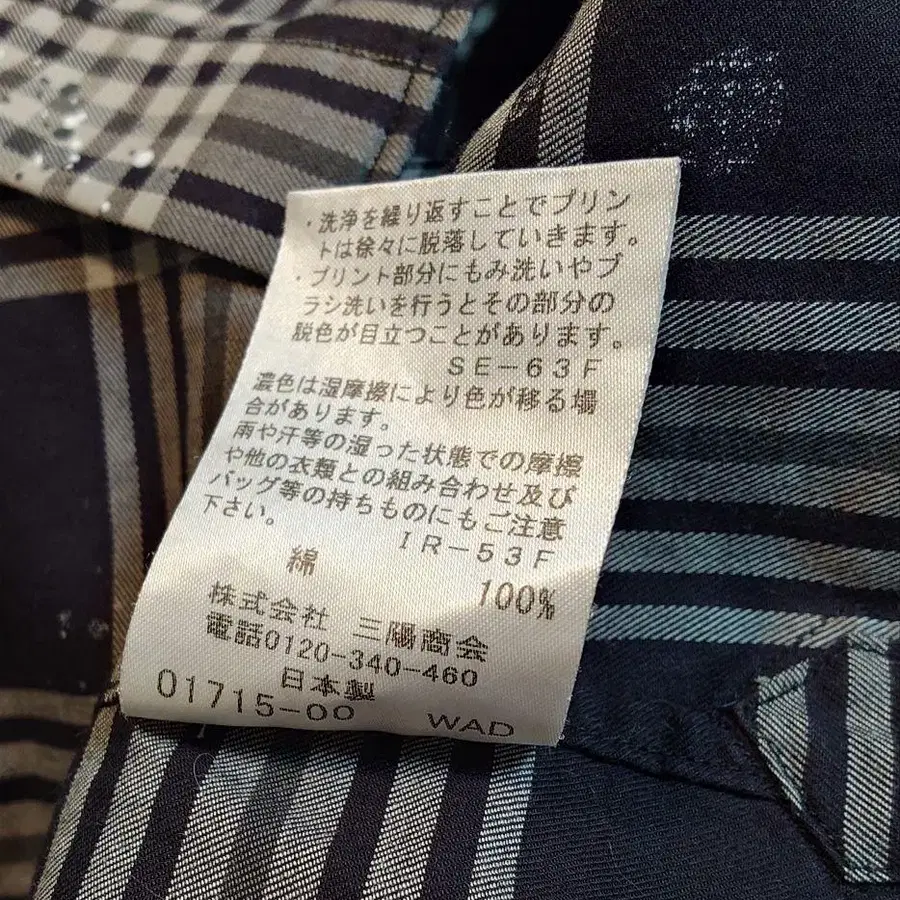 ・洗浄を繰り返すことでプリン
トは徐々に脱落していきます。
・プリント部分にもみ洗いやブ
ラシ洗いを行うとその部分の
脱色が目立つことがあります。
SE-63F
濃色は湿摩擦により色が移る場
合があります。
雨や汗等の湿った状態での摩擦
や他の衣類との組み合わせ及び
バッグ等の持ちものにもご注意
下さい。
IR-53F
綿 100%
株式会社 三陽商会
電話0120-340-460
日本製
01715-00 WAD